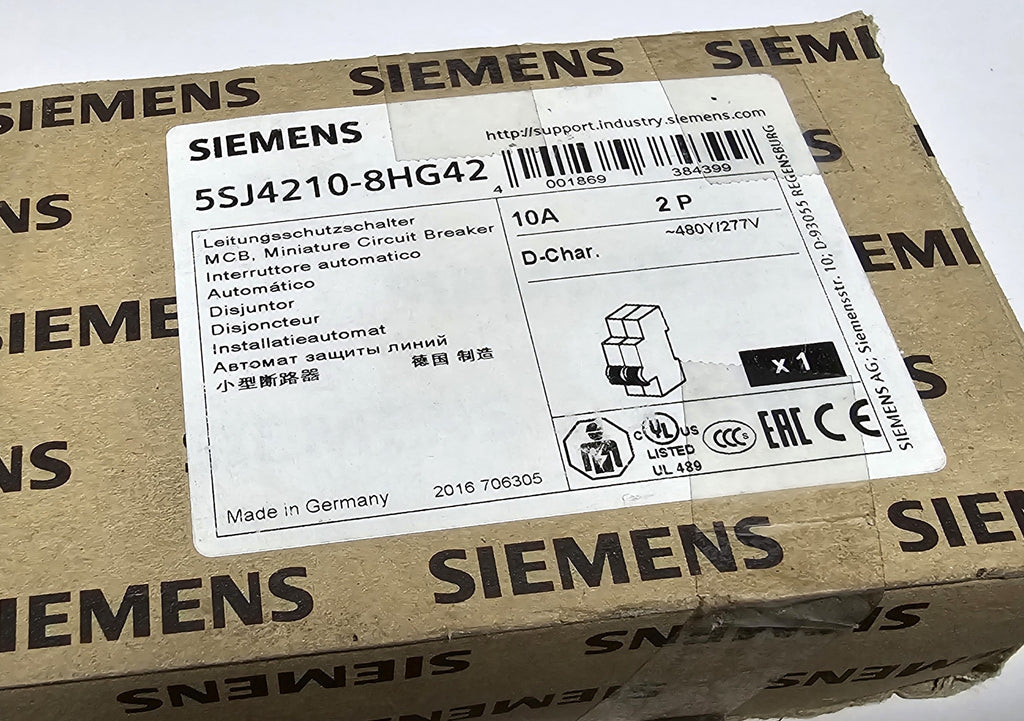 SIEMENS SIEMENS SIEMENS
SIEMENS
http://support.industry.siemens.com
5SJ4210-8HG42
4 001869 384399
Leitungsschutzschalter
MCB, Miniature Circuit Breaker
Interruttore automatico
Automático
Disjuntor
Disjoncteur
Installatieautomat
Автомат защиты линий
小型断路器 德国 制造
10A 2 P
~480Y/277V
D-Char.
x 1
C UL US
LISTED
UL 489
CCC S
EAC CE
Made in Germany 2016 706305
SIEMENS AG; Siemensstr. 10; D-93055 REGENSBURG
SIEMENS SIEMENS SIEMENS
SIEMENS SIEMENS